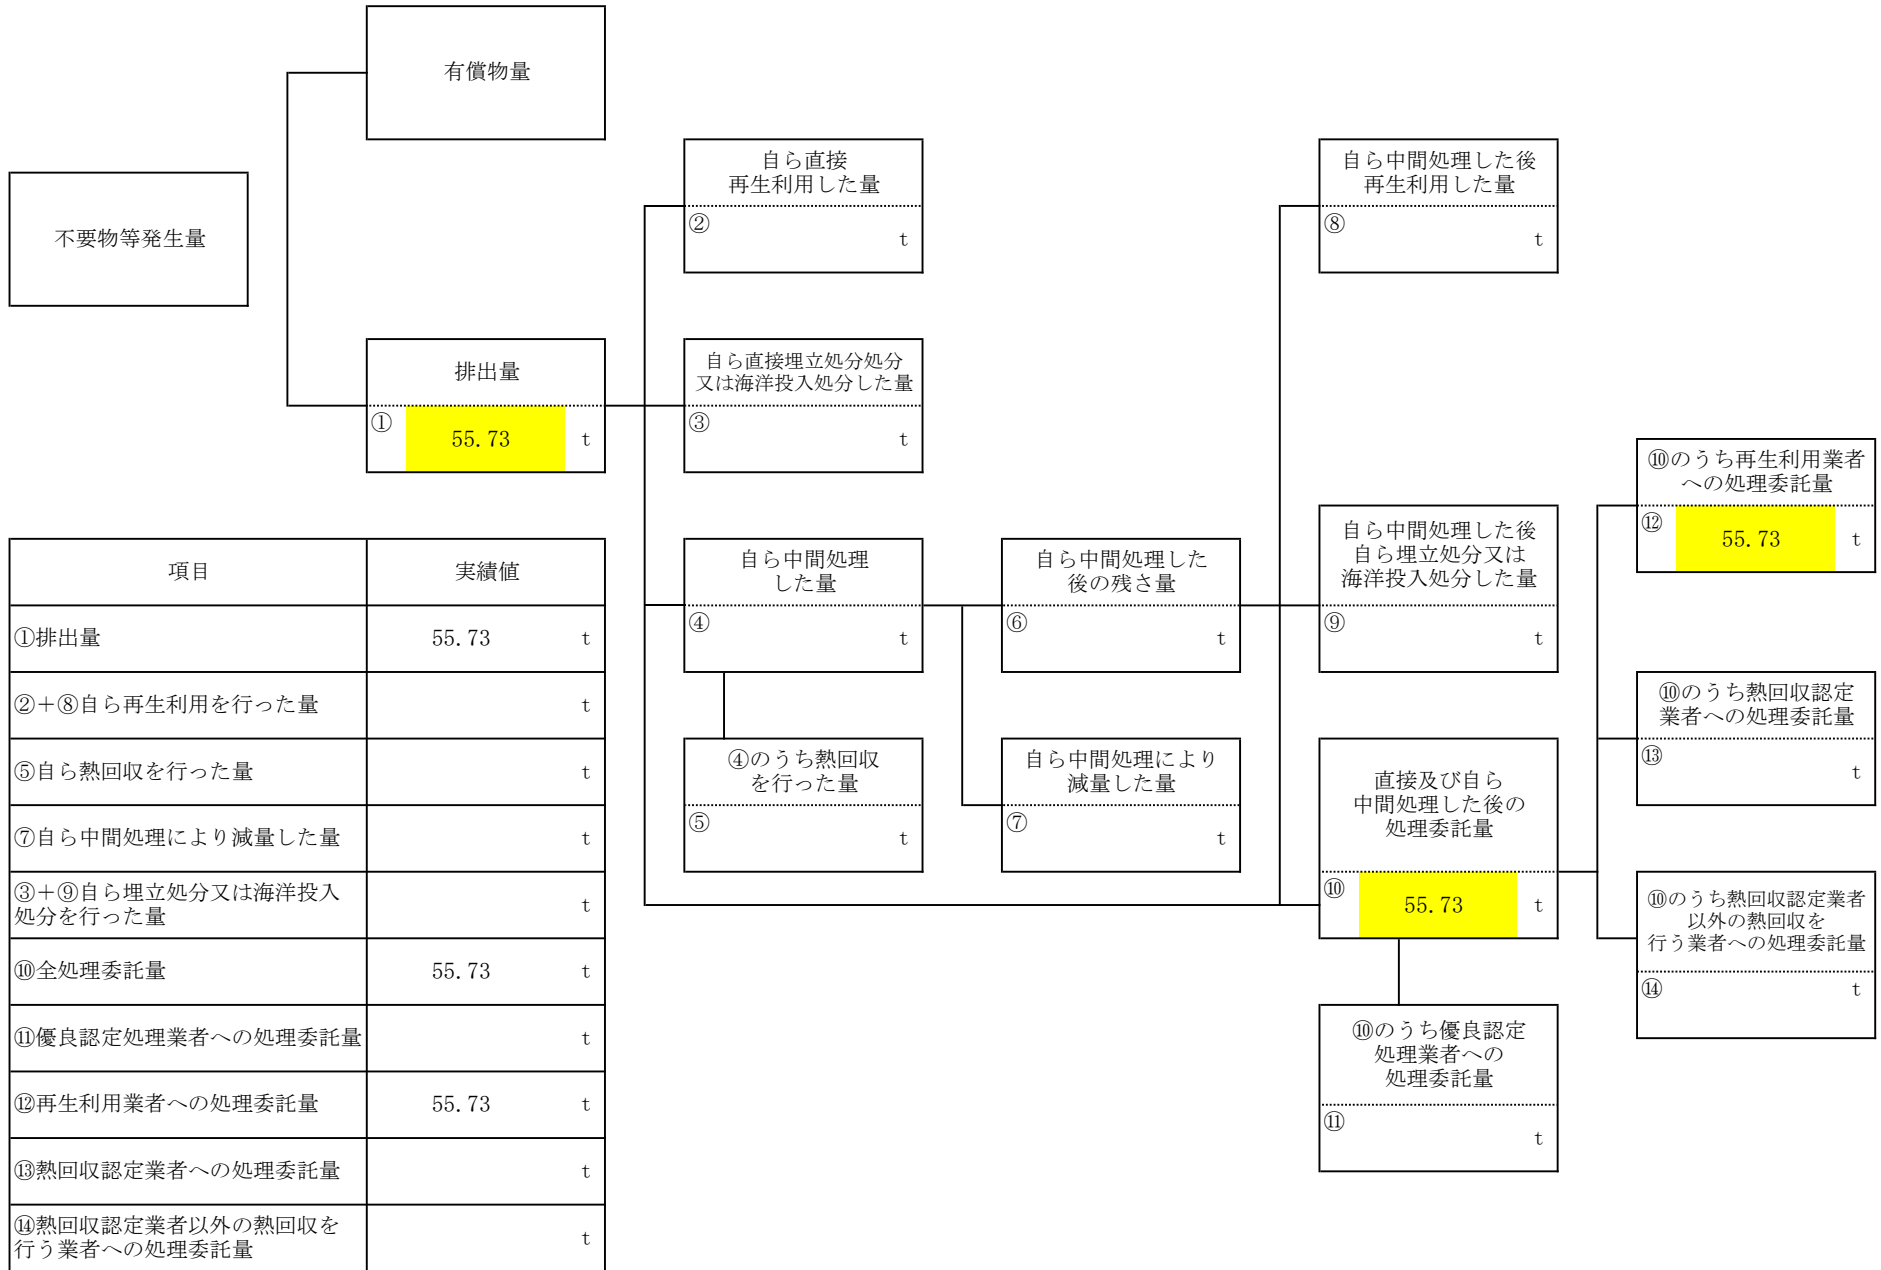 有償物量
不要物等発生量
排出量
①
55.73
t
自ら直接
再生利用した量
②
t
自ら直接埋立処分処分
又は海洋投入処分した量
③
t
自ら中間処理
した量
④
t
④のうち熱回収
を行った量
⑤
t
自ら中間処理した
後の残さ量
⑥
t
自ら中間処理により
減量した量
⑦
t
自ら中間処理した後
再生利用した量
⑧
t
自ら中間処理した後
自ら埋立処分又は
海洋投入処分した量
⑨
t
直接及び自ら
中間処理した後の
処理委託量
⑩
55.73
t
⑩のうち優良認定
処理業者への
処理委託量
⑪
t
⑩のうち再生利用業者
への処理委託量
⑫
55.73
t
⑩のうち熱回収認定
業者への処理委託量
⑬
t
⑩のうち熱回収認定業者
以外の熱回収を
行う業者への処理委託量
⑭
t
項目 実績値
①排出量 55.73 t
②＋⑧自ら再生利用を行った量 t
⑤自ら熱回収を行った量 t
⑦自ら中間処理により減量した量 t
③＋⑨自ら埋立処分又は海洋投入
処分を行った量 t
⑩全処理委託量 55.73 t
⑪優良認定処理業者への処理委託量 t
⑫再生利用業者への処理委託量 55.73 t
⑬熱回収認定業者への処理委託量 t
⑭熱回収認定業者以外の熱回収を
行う業者への処理委託量 t